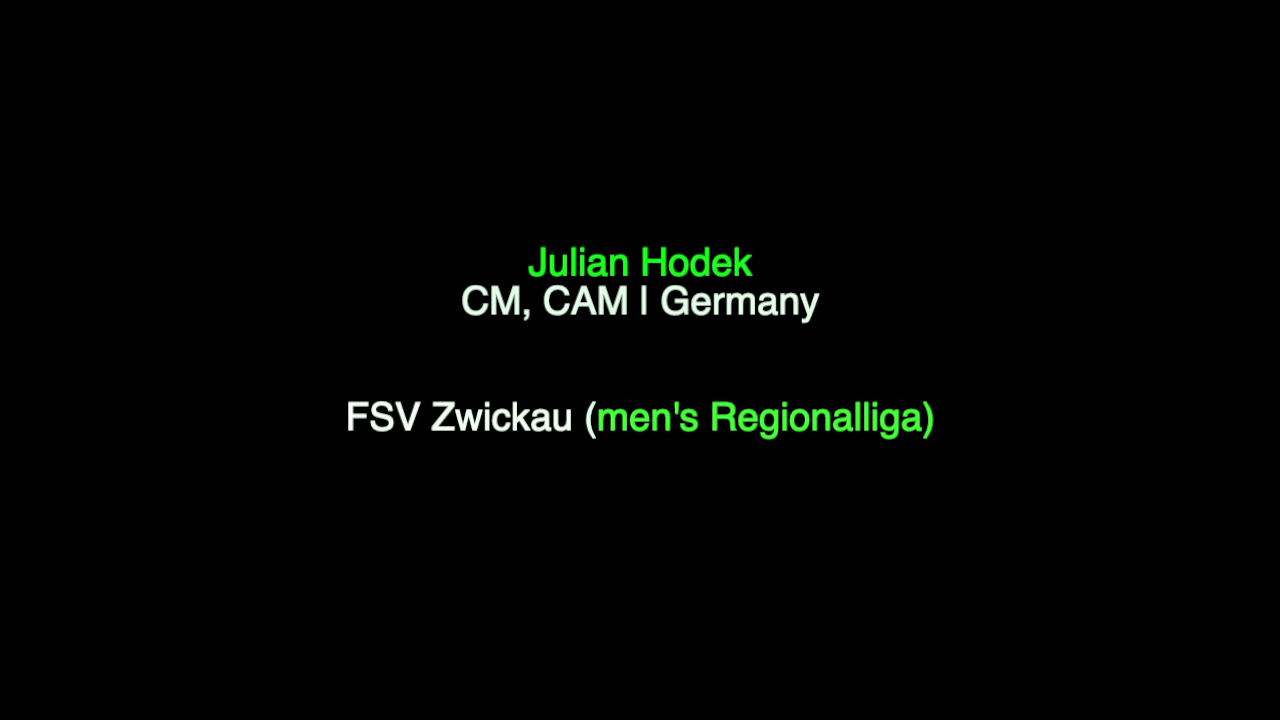 Julian Hodek
CM, CAM | Germany
FSV Zwickau (men's Regionalliga)